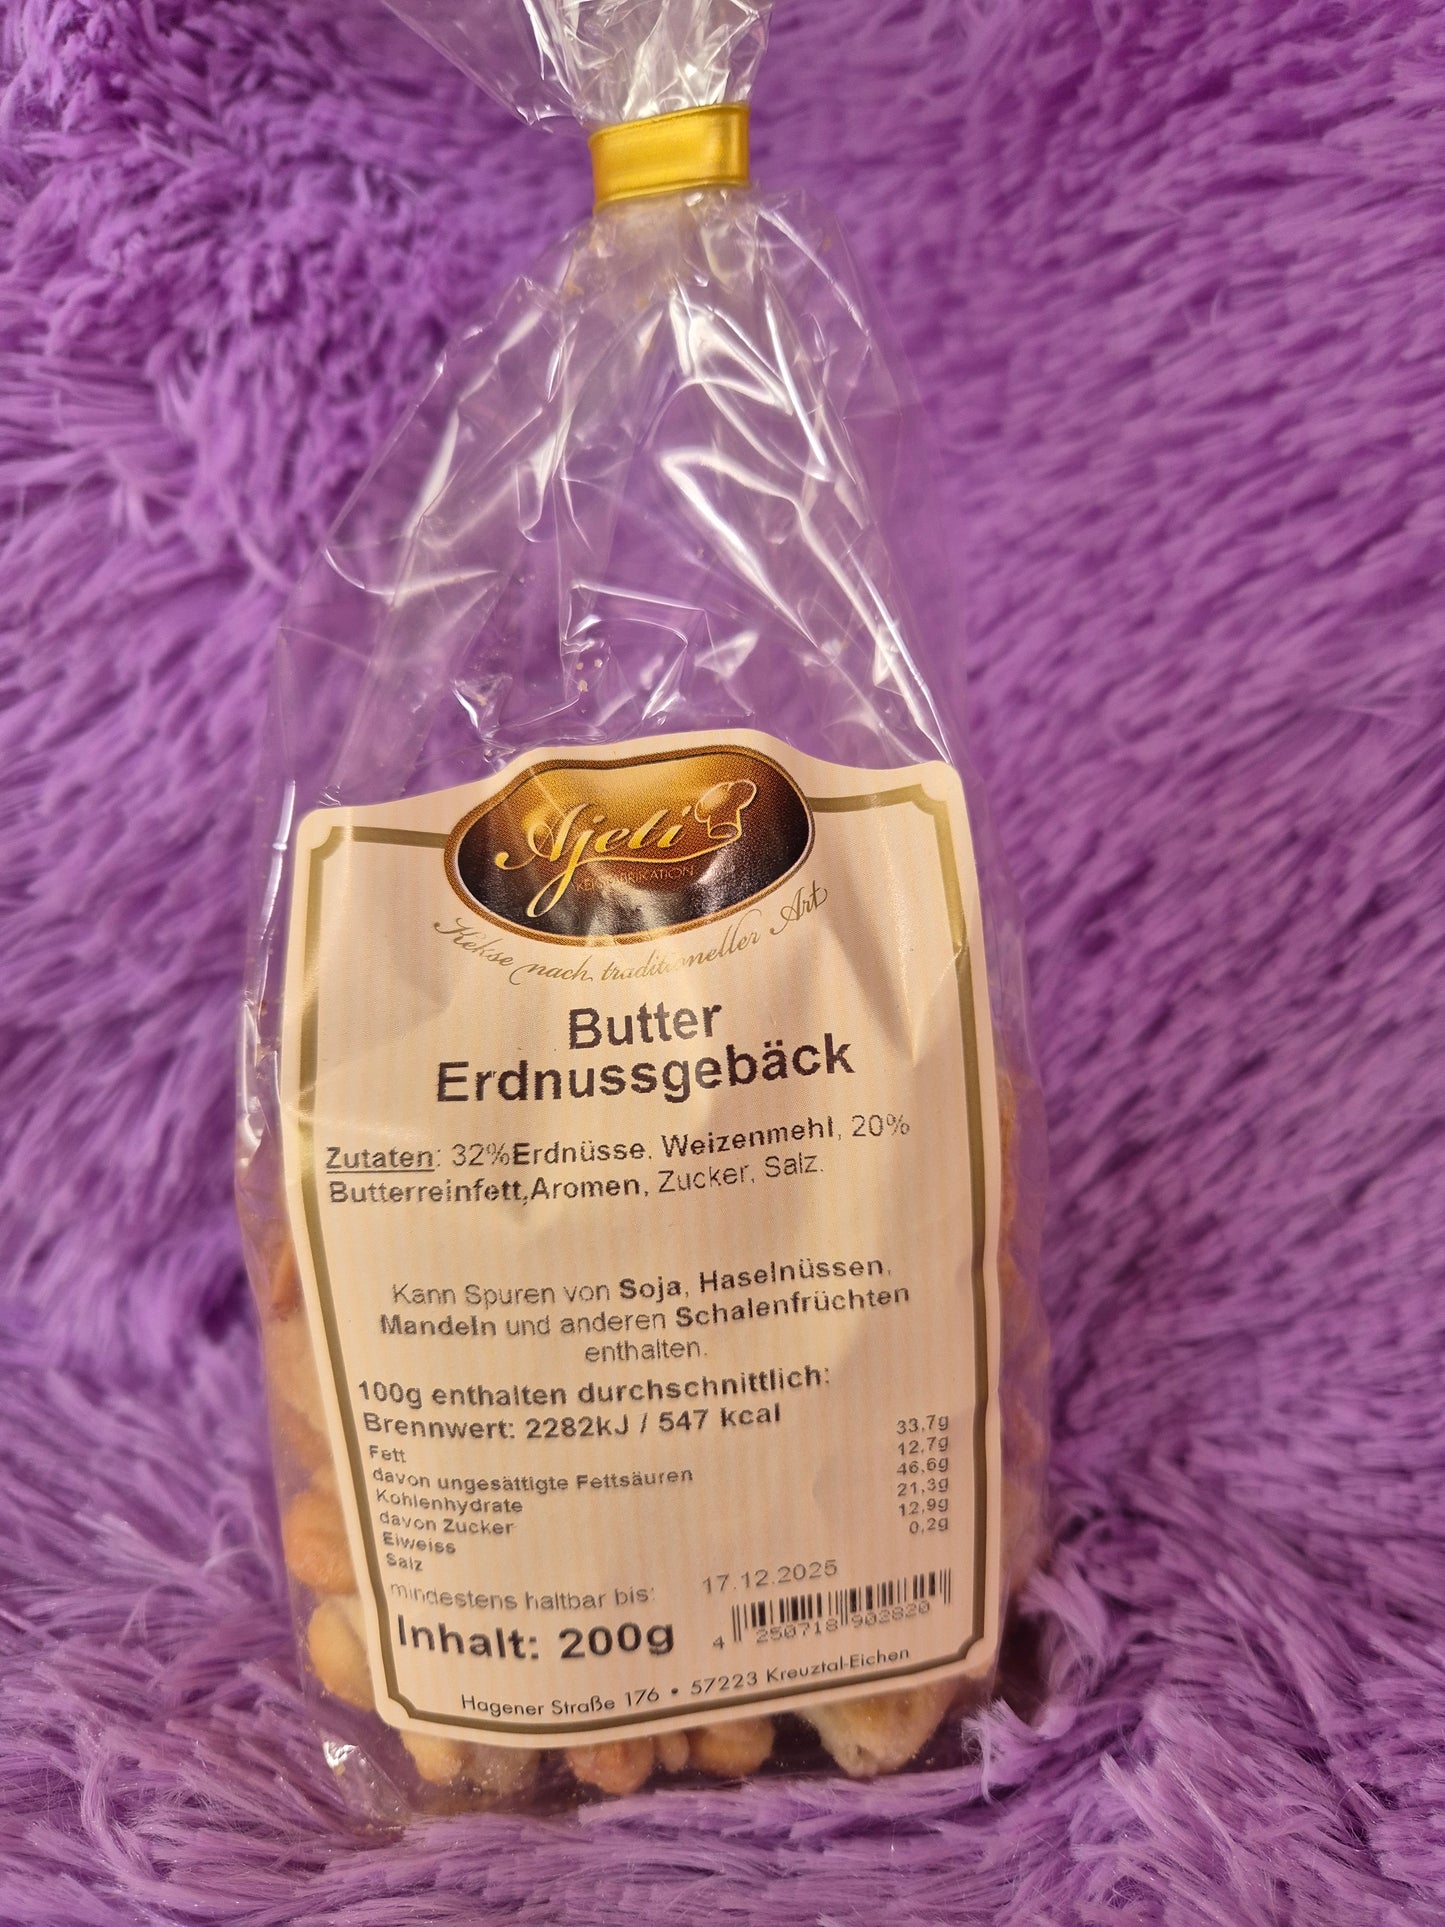 Ajeli
KEKSFABRIKATION
Kekse nach traditioneller Art
Butter
Erdnussgebäck
Zutaten: 32%Erdnüsse, Weizenmehl, 20%
Butterreinfett,Aromen, Zucker, Salz.
Kann Spuren von Soja, Haselnüssen,
Mandeln und anderen Schalenfrüchten
enthalten.
100g enthalten durchschnittlich:
Brennwert: 2282kJ / 547 kcal
Fett 33,7g
davon ungesättigte Fettsäuren 12,7g
Kohlenhydrate 46,6g
davon Zucker 21,3g
Eiweiss 12,9g
Salz 0,2g
mindestens haltbar bis: 17.12.2025
Inhalt: 200g
4 250718 902820
Hagener Straße 176 • 57223 Kreuztal-Eichen